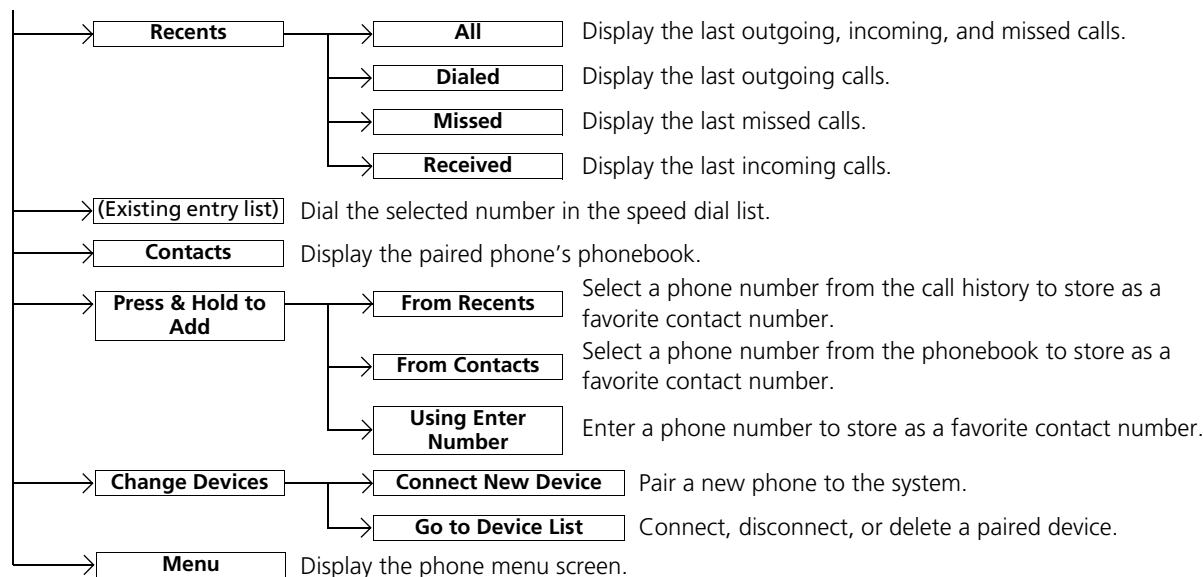 Recents
All
Display the last outgoing, incoming, and missed calls.
Dialed
Display the last outgoing calls.
Missed
Display the last missed calls.
Received
Display the last incoming calls.
(Existing entry list)
Dial the selected number in the speed dial list.
Contacts
Display the paired phone’s phonebook.
Press & Hold to
Add
From Recents
Select a phone number from the call history to store as a
favorite contact number.
From Contacts
Select a phone number from the phonebook to store as a
favorite contact number.
Using Enter
Number
Enter a phone number to store as a favorite contact number.
Change Devices
Connect New Device
Pair a new phone to the system.
Go to Device List
Connect, disconnect, or delete a paired device.
Menu
Display the phone menu screen.